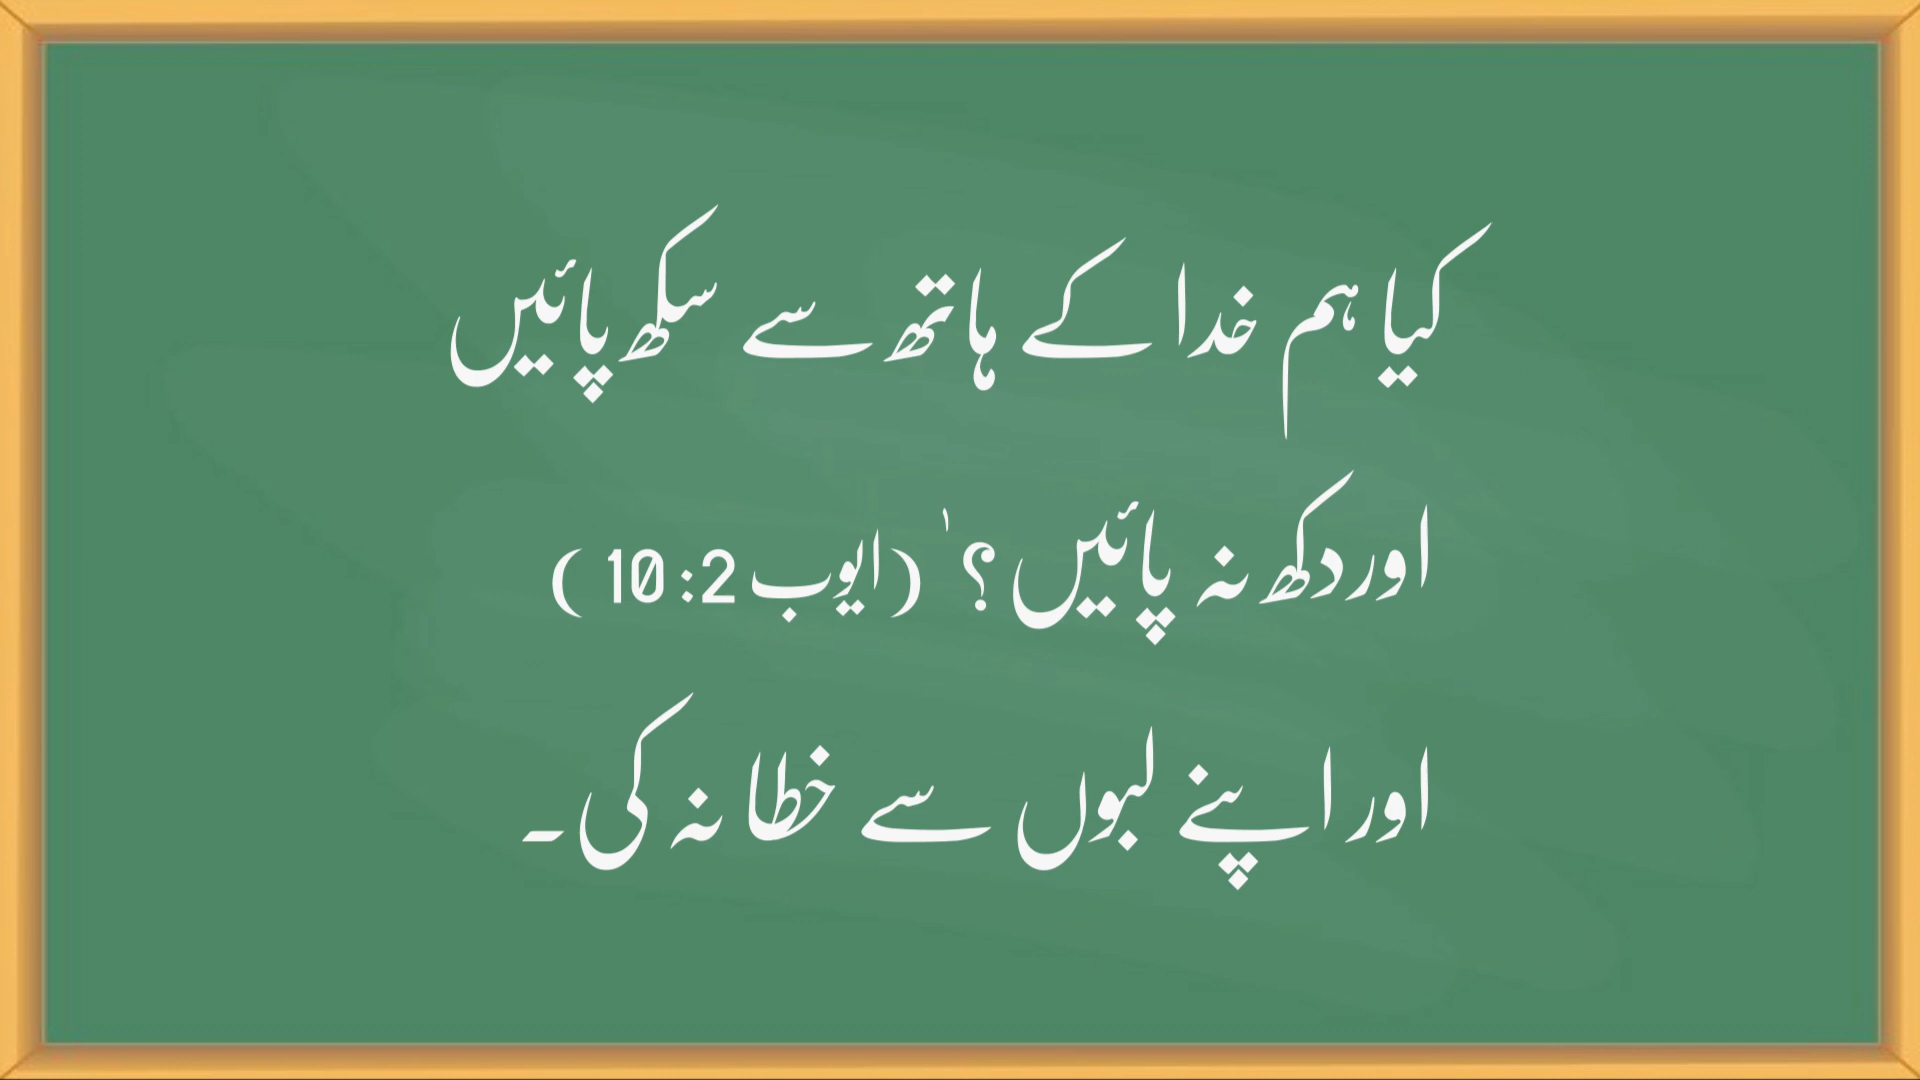 کیا ہم خدا کے ہاتھ سے سکھ پائیں
اور دکھ نہ پائیں؟ ' (ایوب 2:10)
اور اپنے لبوں سے خطا نہ کی۔